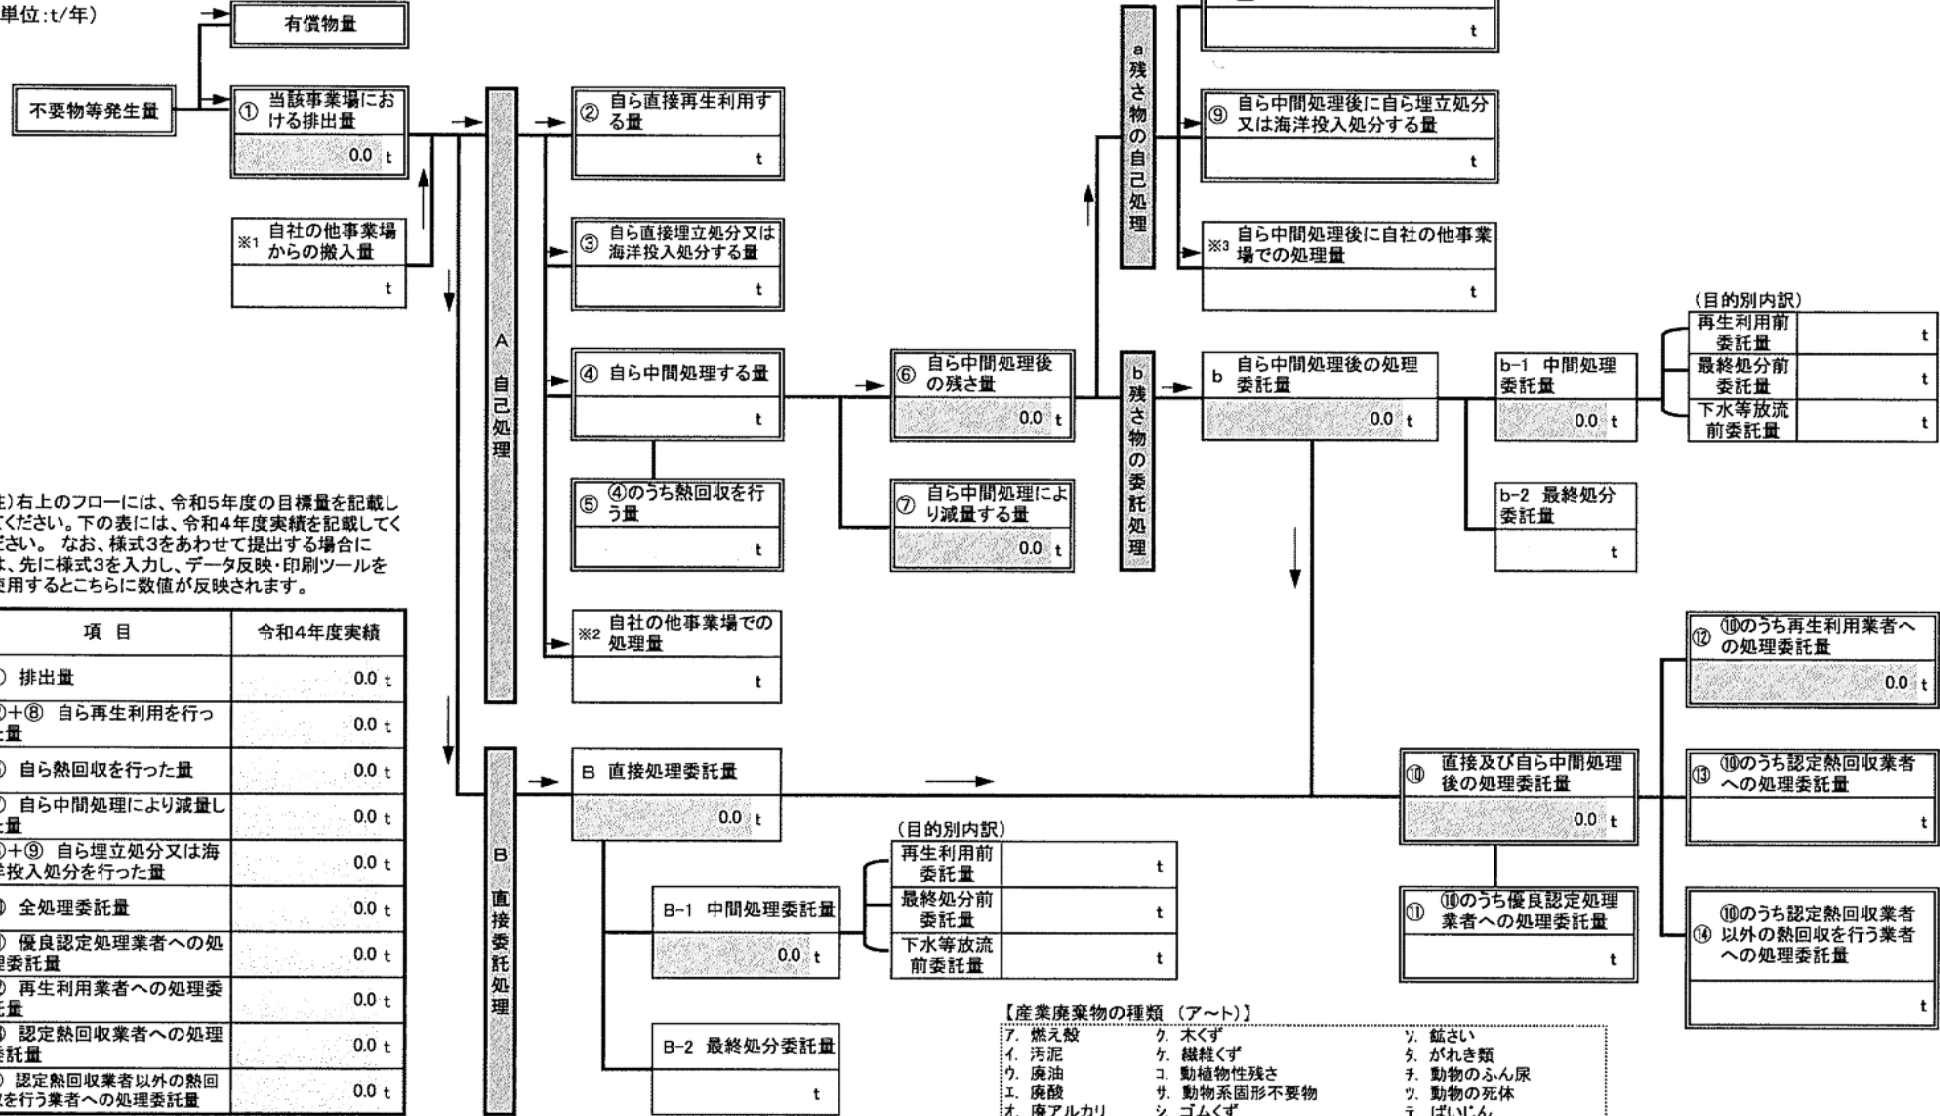 単位:t/年)
有償物量
不要物等発生量
① 当該事業場にお
ける排出量
0.0 t
※1 自社の他事業場
からの搬入量
t
A 自己処理
② 自ら直接再生利用す
る量
t
③ 自ら直接埋立処分又は
海洋投入処分する量
t
④ 自ら中間処理する量
t
⑤ ④のうち熱回収を行
う量
t
※2 自社の他事業場での
処理量
t
⑥ 自ら中間処理後
の残さ量
0.0 t
⑦ 自ら中間処理によ
り減量する量
0.0 t
a 残さ物の自己処理
t
⑨ 自ら中間処理後に自ら埋立処分
又は海洋投入処分する量
t
※3 自ら中間処理後に自社の他事業
場での処理量
t
b 残さ物の委託処理
b 自ら中間処理後の処理
委託量
0.0 t
b-1 中間処理
委託量
0.0 t
(目的別内訳)
再生利用前
委託量
t
最終処分前
委託量
t
下水等放流
前委託量
t
b-2 最終処分
委託量
t
)右上のフローには、令和5年度の目標量を記載し
ください。下の表には、令和4年度実績を記載してく
さい。 なお、様式3をあわせて提出する場合に
、先に様式3を入力し、データ反映・印刷ツールを
用するとこちらに数値が反映されます。
項 目 令和4年度実績
排出量 0.0 t
+⑧ 自ら再生利用を行っ
量 0.0 t
自ら熱回収を行った量 0.0 t
自ら中間処理により減量し
量 0.0 t
+⑨ 自ら埋立処分又は海
投入処分を行った量 0.0 t
全処理委託量 0.0 t
優良認定処理業者への処
委託量 0.0 t
再生利用業者への処理委
量 0.0 t
認定熱回収業者への処理
託量 0.0 t
認定熱回収業者以外の熱回
を行う業者への処理委託量 0.0 t
B 直接委託処理
B 直接処理委託量
0.0 t
B-1 中間処理委託量
0.0 t
(目的別内訳)
再生利用前
委託量
t
最終処分前
委託量
t
下水等放流
前委託量
t
B-2 最終処分委託量
t
⑩ 直接及び自ら中間処理
後の処理委託量
0.0 t
⑪ ⑩のうち優良認定処理
業者への処理委託量
t
⑫ ⑩のうち再生利用業者へ
の処理委託量
0.0 t
⑬ ⑩のうち認定熱回収業者
への処理委託量
t
⑭ ⑩のうち認定熱回収業者
以外の熱回収を行う業者
への処理委託量
t
【産業廃棄物の種類 (ア~ト)】
ア. 燃え殻 ク. 木くず ソ. 鉱さい
イ. 汚泥 ケ. 繊維くず タ. がれき類
ウ. 廃油 コ. 動植物性残さ チ. 動物のふん尿
エ. 廃酸 サ. 動物系固形不要物 ツ. 動物の死体
オ. 廃アルカリ シ. ゴムくず テ. ばいじん